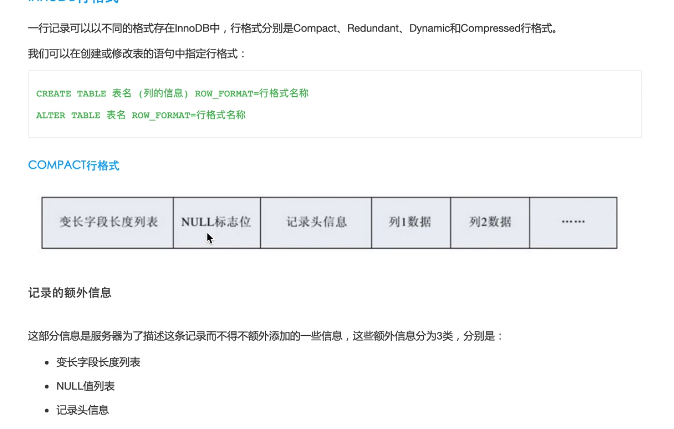 一行记录可以以不同的格式存在InnoDB中，行格式分别是Compact、Redundant、Dynamic和Compressed行格式。
我们可以在创建或修改表的语句中指定行格式：
CREATE TABLE 表名 (列的信息) ROW_FORMAT=行格式名称
ALTER TABLE 表名 ROW_FORMAT=行格式名称
COMPACT行格式
变长字段长度列表 NULL标志位 记录头信息 列1数据 列2数据 ……
记录的额外信息
这部分信息是服务器为了描述这条记录而不得不额外添加的一些信息，这些额外信息分为3类，分别是：
• 变长字段长度列表
• NULL值列表
• 记录头信息